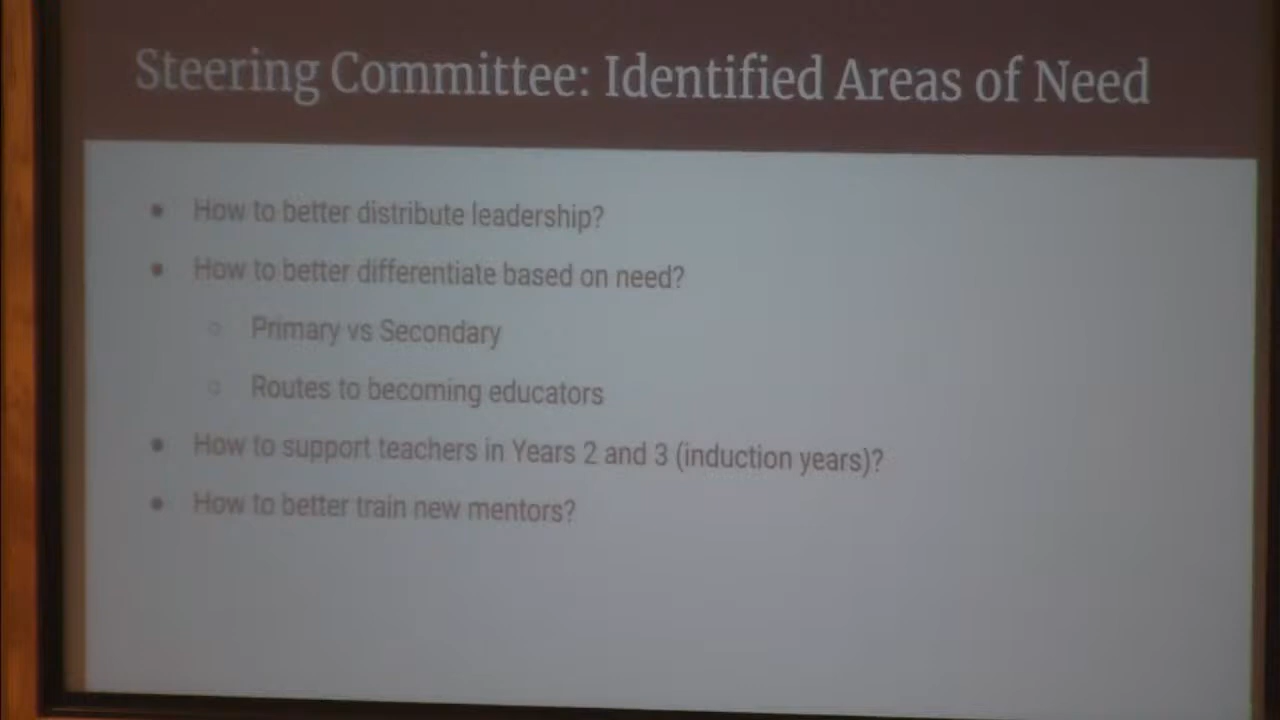 Steering Committee: Identified Areas of Need
● How to better distribute leadership?
● How to better differentiate based on need?
○ Primary vs Secondary
○ Routes to becoming educators
● How to support teachers in Years 2 and 3 (induction years)?
● How to better train new mentors?